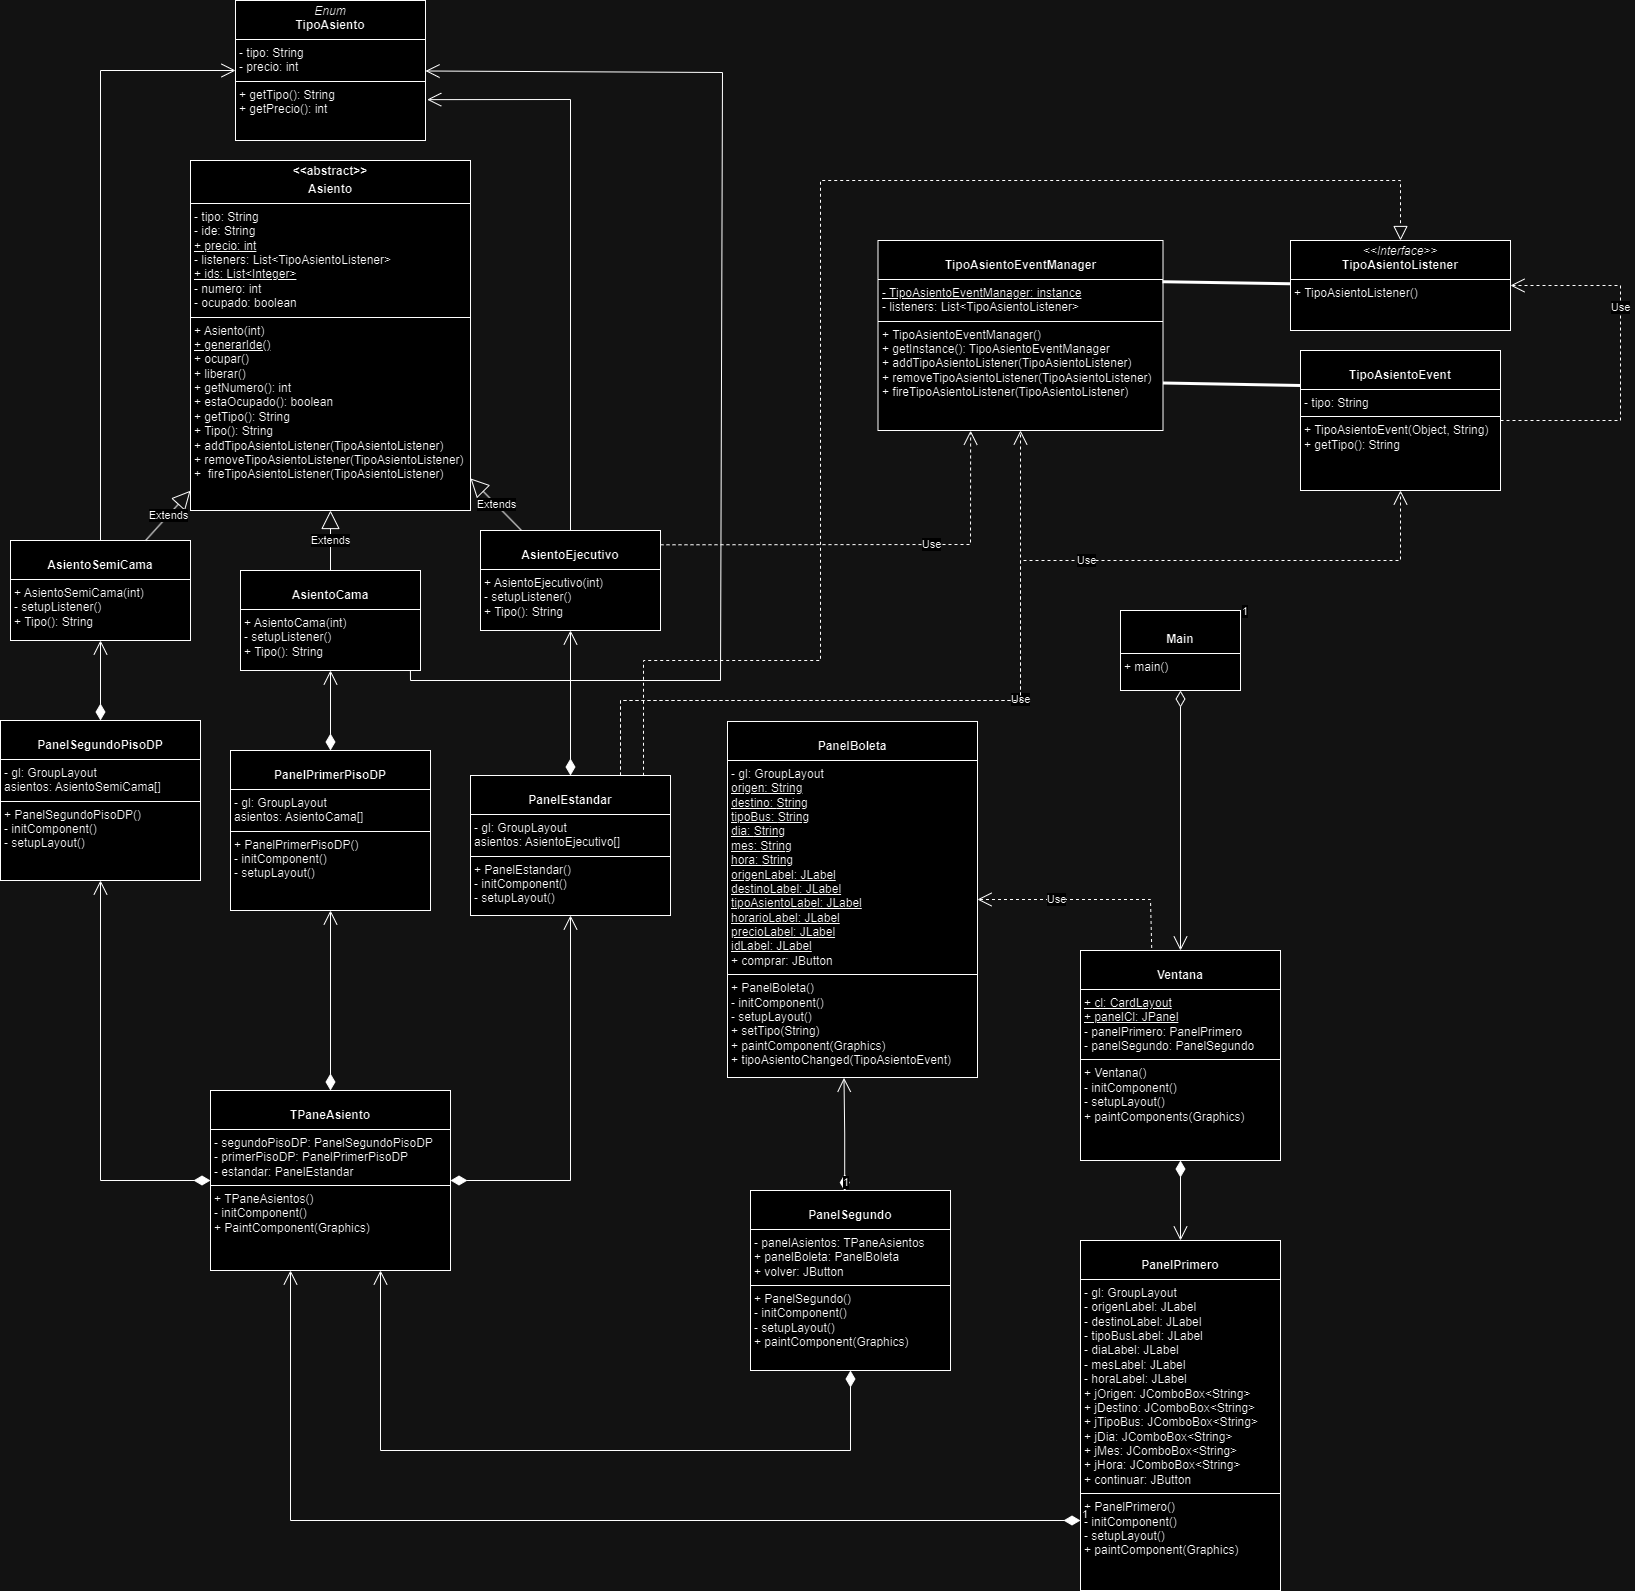 Enum
TipoAsiento
- tipo: String
- precio: int
+ getTipo(): String
+ getPrecio(): int
<<abstract>>
Asiento
- tipo: String
- ide: String
+ precio: int
- listeners: List<TipoAsientoListener>
+ ids: List<Integer>
- numero: int
- ocupado: boolean
+ Asiento(int)
+ generarIde()
+ ocupar()
+ liberar()
+ getNumero(): int
+ estaOcupado(): boolean
+ getTipo(): String
+ Tipo(): String
+ addTipoAsientoListener(TipoAsientoListener)
+ removeTipoAsientoListener(TipoAsientoListener)
+  fireTipoAsientoListener(TipoAsientoListener)
TipoAsientoEventManager
- TipoAsientoEventManager: instance
- listeners: List<TipoAsientoListener>
+ TipoAsientoEventManager()
+ getInstance(): TipoAsientoEventManager
+ addTipoAsientoListener(TipoAsientoListener)
+ removeTipoAsientoListener(TipoAsientoListener)
+ fireTipoAsientoListener(TipoAsientoListener)
<<Interface>>
TipoAsientoListener
+ TipoAsientoListener()
Use
TipoAsientoEvent
- tipo: String
+ TipoAsientoEvent(Object, String)
+ getTipo(): String
Extends
Extends
Extends
Use
Use
AsientoSemiCama
+ AsientoSemiCama(int)
- setupListener()
+ Tipo(): String
AsientoCama
+ AsientoCama(int)
- setupListener()
+ Tipo(): String
AsientoEjecutivo
+ AsientoEjecutivo(int)
- setupListener()
+ Tipo(): String
1
Main
+ main()
Use
PanelSegundoPisoDP
- gl: GroupLayout
asientos: AsientoSemiCama[]
+ PanelSegundoPisoDP()
- initComponent()
- setupLayout()
PanelPrimerPisoDP
- gl: GroupLayout
asientos: AsientoCama[]
+ PanelPrimerPisoDP()
- initComponent()
- setupLayout()
PanelEstandar
- gl: GroupLayout
asientos: AsientoEjecutivo[]
+ PanelEstandar()
- initComponent()
- setupLayout()
PanelBoleta
- gl: GroupLayout
origen: String
destino: String
tipoBus: String
dia: String
mes: String
hora: String
origenLabel: JLabel
destinoLabel: JLabel
tipoAsientoLabel: JLabel
horarioLabel: JLabel
precioLabel: JLabel
idLabel: JLabel
+ comprar: JButton
+ PanelBoleta()
- initComponent()
- setupLayout()
+ setTipo(String)
+ paintComponent(Graphics)
+ tipoAsientoChanged(TipoAsientoEvent)
Use
Ventana
+ cl: CardLayout
+ panelCl: JPanel
- panelPrimero: PanelPrimero
- panelSegundo: PanelSegundo
+ Ventana()
- initComponent()
- setupLayout()
+ paintComponents(Graphics)
TPaneAsiento
- segundoPisoDP: PanelSegundoPisoDP
- primerPisoDP: PanelPrimerPisoDP
- estandar: PanelEstandar
+ TPaneAsientos()
- initComponent()
+ PaintComponent(Graphics)
1
PanelSegundo
- panelAsientos: TPaneAsientos
+ panelBoleta: PanelBoleta
+ volver: JButton
+ PanelSegundo()
- initComponent()
- setupLayout()
+ paintComponent(Graphics)
PanelPrimero
- gl: GroupLayout
- origenLabel: JLabel
- destinoLabel: JLabel
- tipoBusLabel: JLabel
- diaLabel: JLabel
- mesLabel: JLabel
- horaLabel: JLabel
+ jOrigen: JComboBox<String>
+ jDestino: JComboBox<String>
+ jTipoBus: JComboBox<String>
+ jDia: JComboBox<String>
+ jMes: JComboBox<String>
+ jHora: JComboBox<String>
+ continuar: JButton
+ PanelPrimero()
1
- initComponent()
- setupLayout()
+ paintComponent(Graphics)